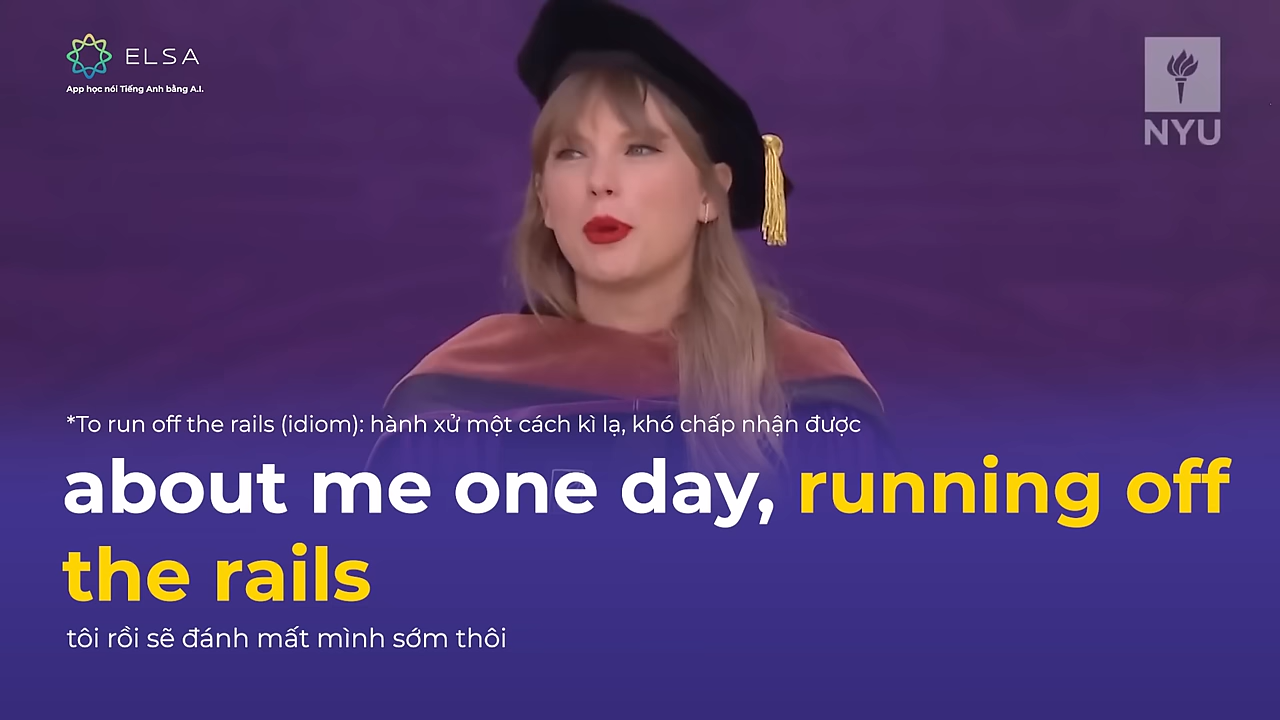 ELSA
App học nói Tiếng Anh bằng A.I.
NYU
*To run off the rails (idiom): hành xử một cách kì lạ, khó chấp nhận được
about me one day, running off
the rails
tôi rồi sẽ đánh mất mình sớm thôi